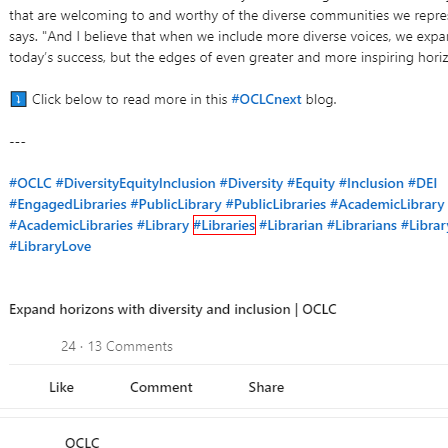 that are welcoming to and worthy of the diverse communities we repre
says. "And I believe that when we include more diverse voices, we expa
today's success, but the edges of even greater and more inspiring horiz
Click below to read more in this #OCLCnext blog.
---
#OCLC #DiversityEquityInclusion #Diversity #Equity #Inclusion #DEI
#EngagedLibraries #PublicLibrary #PublicLibraries #AcademicLibrary
#AcademicLibraries #Library #Libraries #Librarian #Librarians #Library
#LibraryLove
Expand horizons with diversity and inclusion | OCLC
24 · 13 Comments
Like Comment Share
OCLC